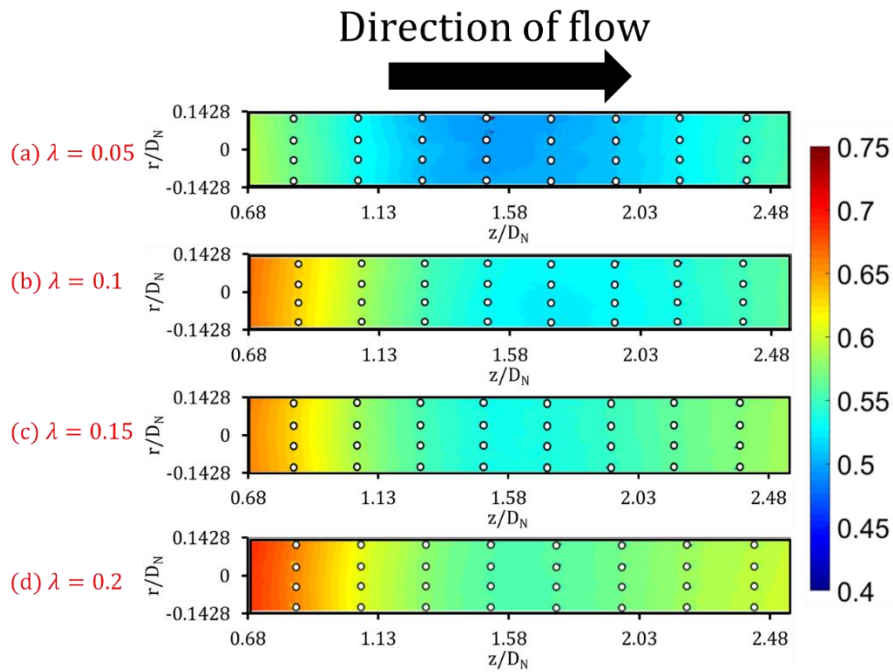 Direction of flow
(a) λ = 0.05
r/D_N
0.1428
0
-0.1428
0.68 1.13 1.58 2.03 2.48
z/D_N
(b) λ = 0.1
r/D_N
0.1428
0
-0.1428
0.68 1.13 1.58 2.03 2.48
z/D_N
(c) λ = 0.15
r/D_N
0.1428
0
-0.1428
0.68 1.13 1.58 2.03 2.48
z/D_N
(d) λ = 0.2
r/D_N
0.1428
0
-0.1428
0.68 1.13 1.58 2.03 2.48
z/D_N
0.75
0.7
0.65
0.6
0.55
0.5
0.45
0.4